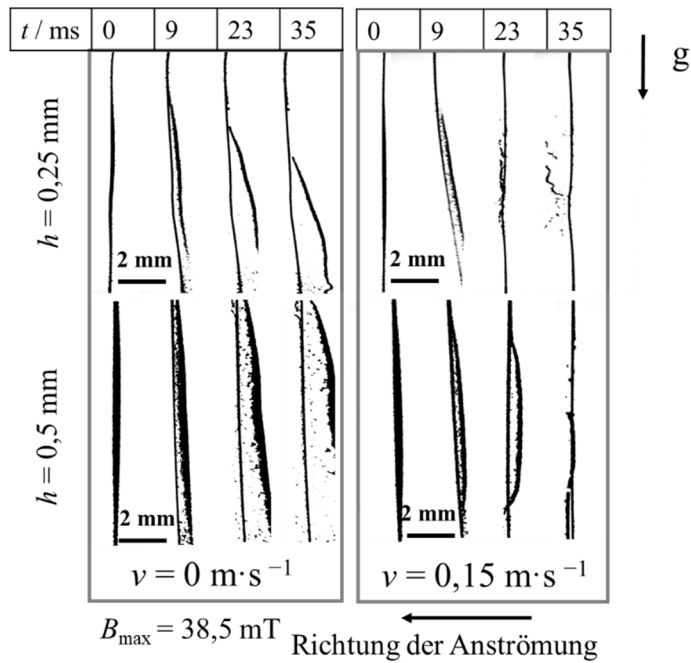 t / ms 0 9 23 35 0 9 23 35
g
h = 0,25 mm
2 mm 2 mm
h = 0,5 mm
2 mm 2 mm
v = 0 m·s⁻¹ v = 0,15 m·s⁻¹
Bmax = 38,5 mT
Richtung der Anströmung